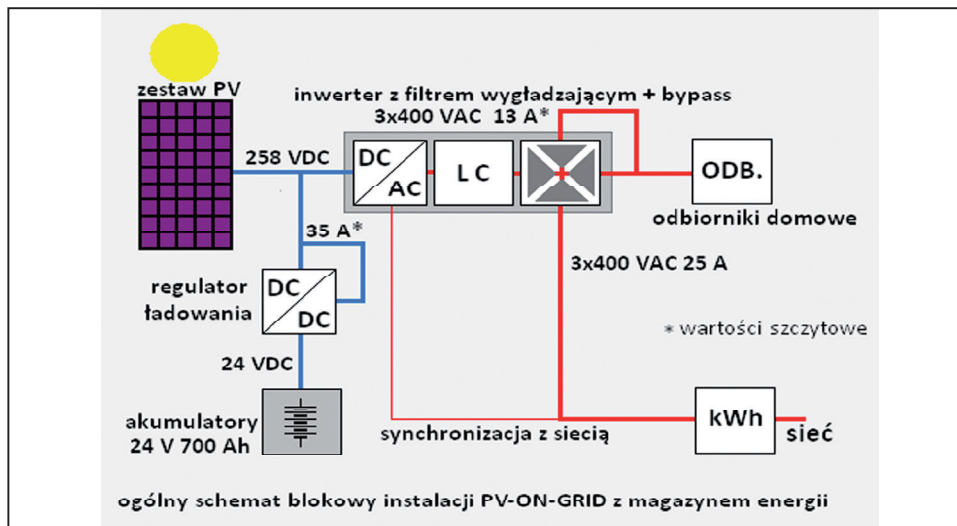 zestaw PV
inwerter z filtrem wygładzającym + bypass
3x400 VAC 13 A*
258 VDC
DC
AC
LC
ODB.
odbiorniki domowe
35 A*
3x400 VAC 25 A
regulator
ładowania
DC
DC
* wartości szczytowe
24 VDC
akumulatory
24 V 700 Ah
kWh
sieć
synchronizacja z siecią
ogólny schemat blokowy instalacji PV-ON-GRID z magazynem energii